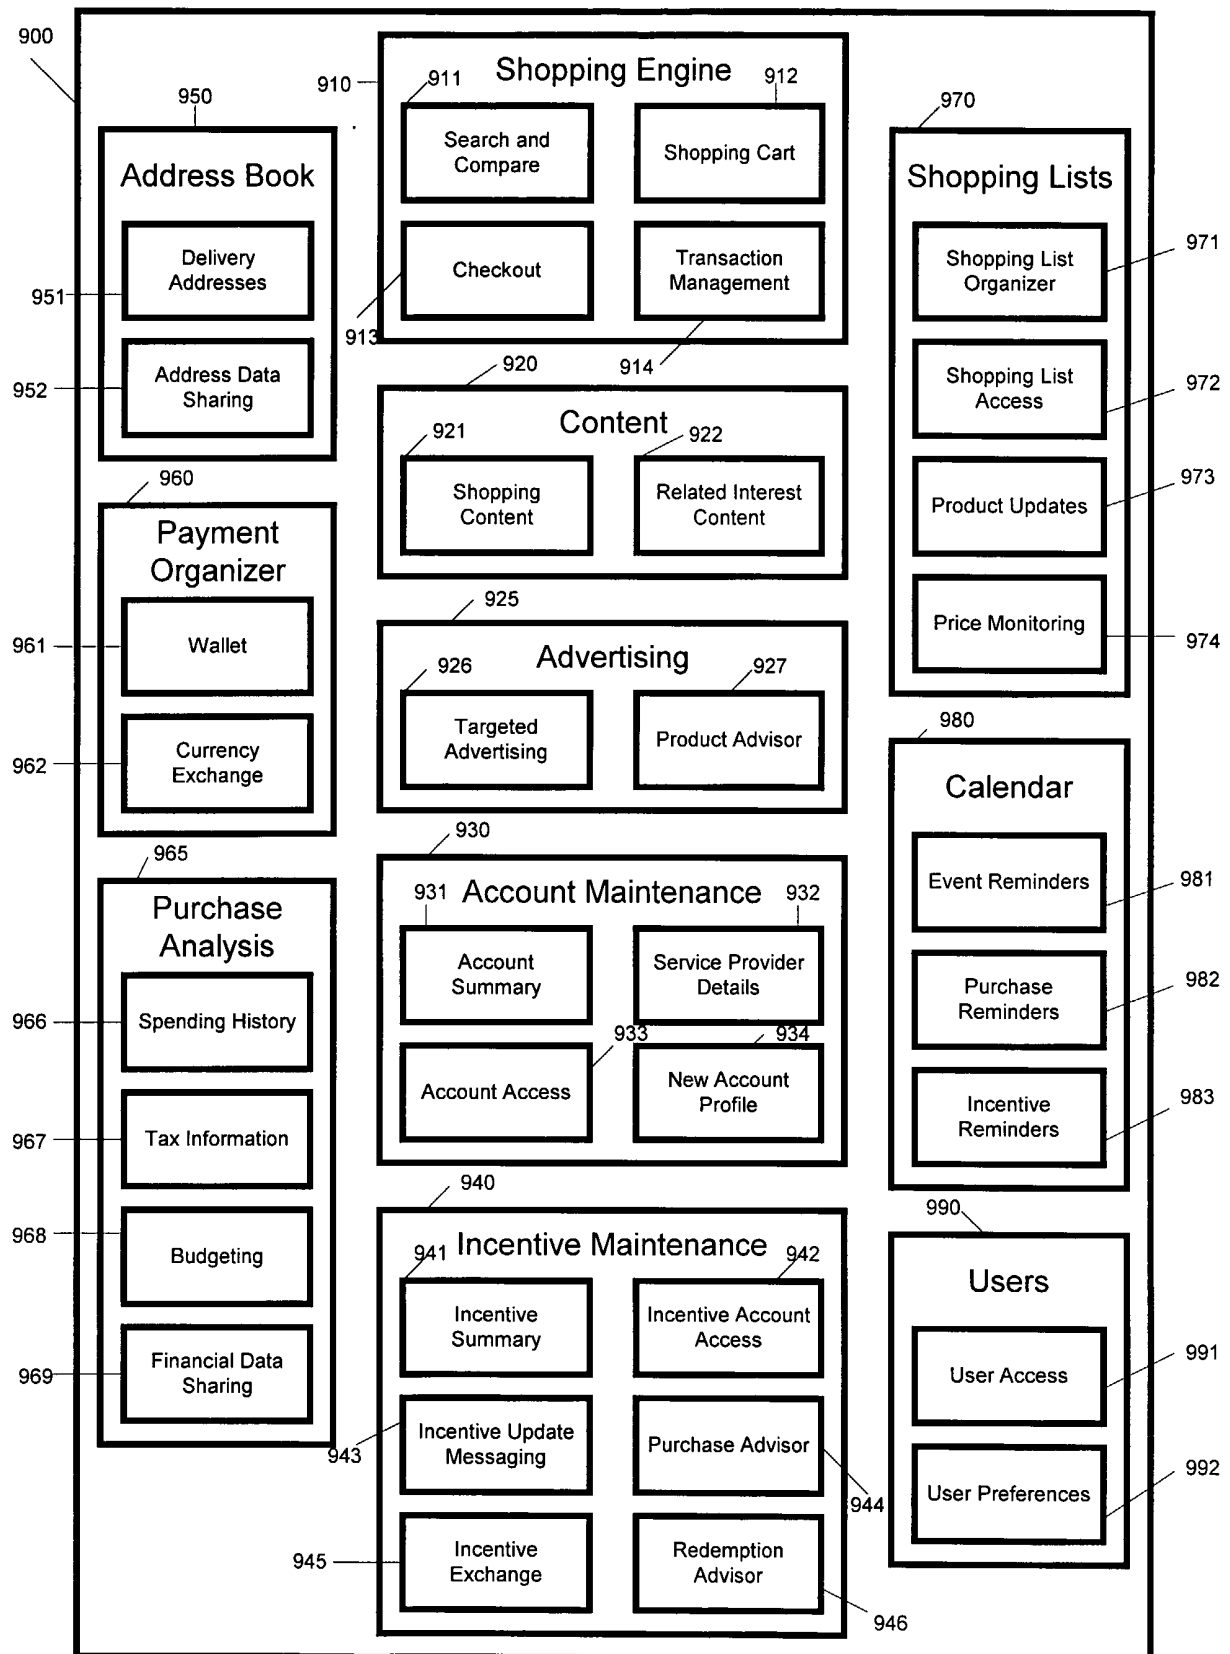 900
910
Shopping Engine
911
912
Search and
Compare
Shopping Cart
Checkout
Transaction
Management
913
914
950
Address Book
Delivery
Addresses
951
Address Data
Sharing
952
920
Content
921
922
Shopping
Content
Related Interest
Content
960
Payment
Organizer
Wallet
961
Currency
Exchange
962
925
Advertising
926
927
Targeted
Advertising
Product Advisor
965
Purchase
Analysis
Spending History
966
Tax Information
967
Budgeting
968
Financial Data
Sharing
969
930
Account Maintenance
931
932
Account
Summary
Service Provider
Details
933
934
Account Access
New Account
Profile
940
Incentive Maintenance
941
942
Incentive
Summary
Incentive Account
Access
Incentive Update
Messaging
943
Purchase Advisor
944
Incentive
Exchange
945
Redemption
Advisor
946
970
Shopping Lists
Shopping List
Organizer
971
Shopping List
Access
972
Product Updates
973
Price Monitoring
974
980
Calendar
Event Reminders
981
Purchase
Reminders
982
Incentive
Reminders
983
990
Users
User Access
991
User Preferences
992